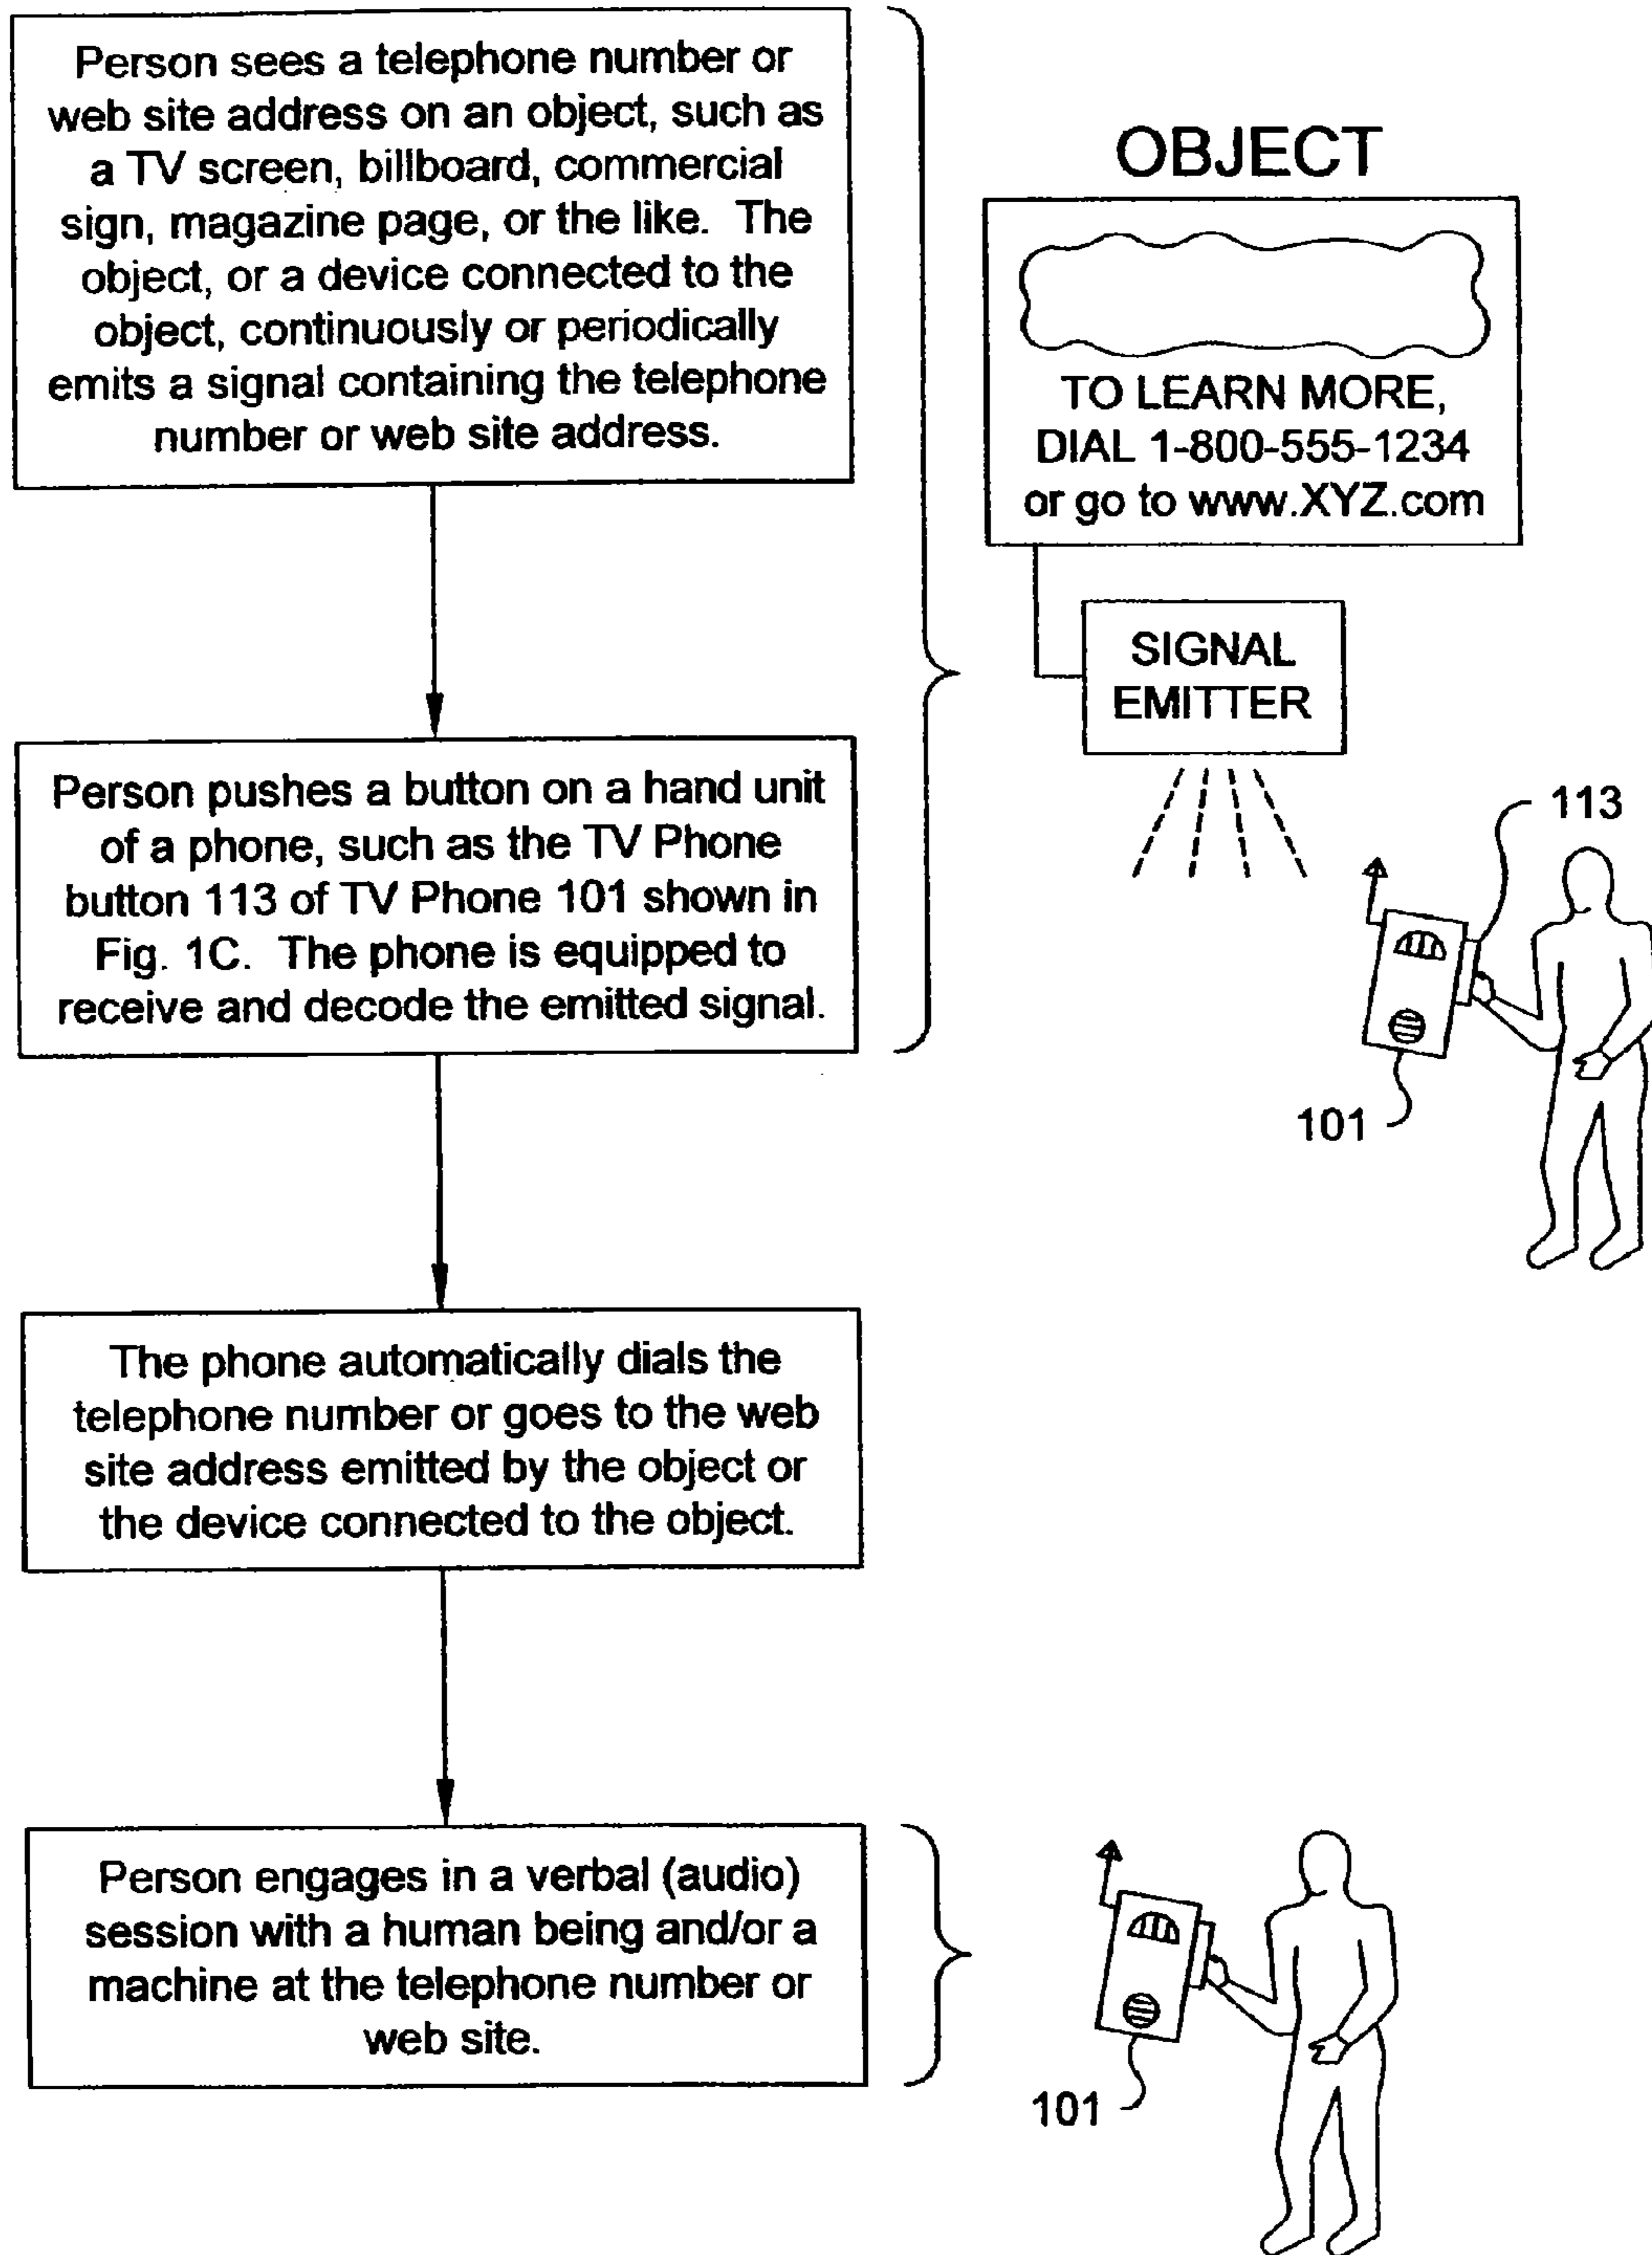 Person sees a telephone number or
web site address on an object, such as
a TV screen, billboard, commercial
sign, magazine page, or the like. The
object, or a device connected to the
object, continuously or periodically
emits a signal containing the telephone
number or web site address.
OBJECT
TO LEARN MORE,
DIAL 1-800-555-1234
or go to www.XYZ.com
SIGNAL
EMITTER
Person pushes a button on a hand unit
of a phone, such as the TV Phone
button 113 of TV Phone 101 shown in
Fig. 1C. The phone is equipped to
receive and decode the emitted signal.
113
101
The phone automatically dials the
telephone number or goes to the web
site address emitted by the object or
the device connected to the object.
Person engages in a verbal (audio)
session with a human being and/or a
machine at the telephone number or
web site.
101